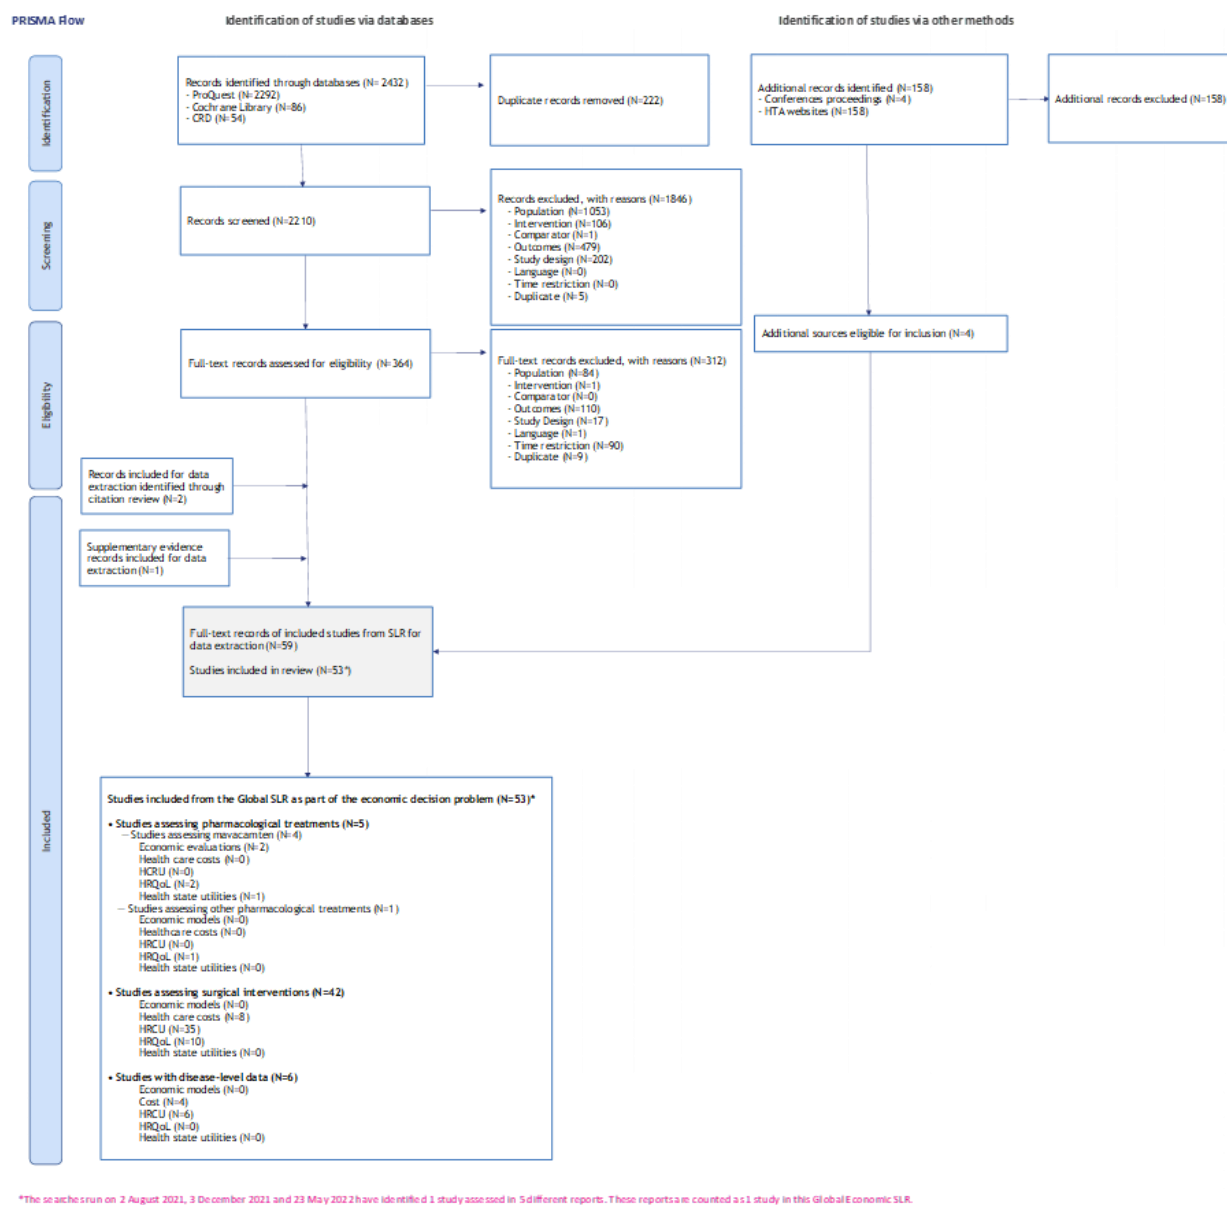 PRISMA Flow
Identification of studies via databases
Identification of studies via other methods
Identification
Records identified through databases (N= 2432)
- ProQuest (N=2292)
- Cochrane Library (N=86)
- CRD (N=54)
Duplicate records removed (N=222)
Additional records identified (N=158)
- Conferences proceedings (N=4)
- HTA websites (N=158)
Additional records excluded (N=158)
Screening
Records screened (N=2210)
Records excluded, with reasons (N=1846)
- Population (N=1053)
- Intervention (N=106)
- Comparator (N=1)
- Outcomes (N=479)
- Study design (N=202)
- Language (N=0)
- Time restriction (N=0)
- Duplicate (N=5)
Additional sources eligible for inclusion (N=4)
Eligibility
Full-text records assessed for eligibility (N=364)
Full-text records excluded, with reasons (N=312)
- Population (N=84)
- Intervention (N=1)
- Comparator (N=0)
- Outcomes (N=110)
- Study Design (N=17)
- Language (N=1)
- Time restriction (N=90)
- Duplicate (N=9)
Records included for data
extraction identified through
citation review (N=2)
Supplementary evidence
records included for data
extraction (N=1)
Included
Full-text records of included studies from SLR for
data extraction (N=59)
Studies included in review (N=53*)
Studies included from the Global SLR as part of the economic decision problem (N=53)*
• Studies assessing pharmacological treatments (N=5)
— Studies assessing mavacamten (N=4)
Economic evaluations (N=2)
Health care costs (N=0)
HCRU (N=0)
HRQoL (N=2)
Health state utilities (N=1)
— Studies assessing other pharmacological treatments (N=1)
Economic models (N=0)
Healthcare costs (N=0)
HRCU (N=0)
HRQoL (N=1)
Health state utilities (N=0)
• Studies assessing surgical interventions (N=42)
Economic models (N=0)
Health care costs (N=8)
HRCU (N=35)
HRQoL (N=10)
Health state utilities (N=0)
• Studies with disease-level data (N=6)
Economic models (N=0)
Cost (N=4)
HRCU (N=6)
HRQoL (N=0)
Health state utilities (N=0)
*The searches run on 2 August 2021, 3 December 2021 and 23 May 2022 have identified 1 study assessed in 5 different reports. These reports are counted as 1 study in this Global Economic SLR.